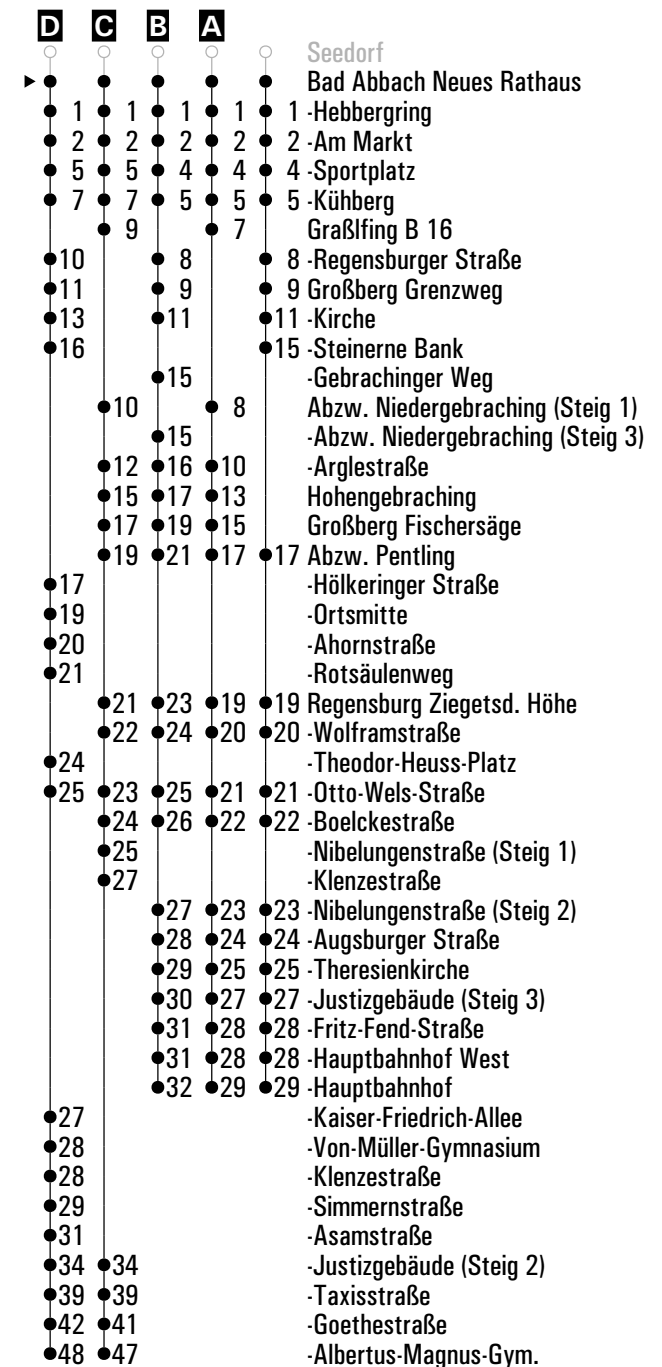 D C B A
Seedorf
Bad Abbach Neues Rathaus
1 1 1 1 1 -Hebbergring
2 2 2 2 2 -Am Markt
5 5 4 4 4 -Sportplatz
7 7 5 5 5 -Kühberg
9 7 Graßlfing B 16
10 8 8 -Regensburger Straße
11 9 9 Großberg Grenzweg
13 11 11 -Kirche
16 15 -Steinerne Bank
15 -Gebrachinger Weg
10 8 Abzw. Niedergebraching (Steig 1)
15 -Abzw. Niedergebraching (Steig 3)
12 16 10 -Arglestraße
15 17 13 Hohengebraching
17 19 15 Großberg Fischersäge
19 21 17 17 Abzw. Pentling
17 -Hölkeringer Straße
19 -Ortsmitte
20 -Ahornstraße
21 -Rotsäulenweg
21 23 19 19 Regensburg Ziegetsd. Höhe
22 24 20 20 -Wolframstraße
24 -Theodor-Heuss-Platz
25 23 25 21 21 -Otto-Wels-Straße
24 26 22 22 -Boelckestraße
25 -Nibelungenstraße (Steig 1)
27 -Klenzestraße
27 23 23 -Nibelungenstraße (Steig 2)
28 24 24 -Augsburger Straße
29 25 25 -Theresienkirche
30 27 27 -Justizgebäude (Steig 3)
31 28 28 -Fritz-Fend-Straße
31 28 28 -Hauptbahnhof West
32 29 29 -Hauptbahnhof
27 -Kaiser-Friedrich-Allee
28 -Von-Müller-Gymnasium
28 -Klenzestraße
29 -Simmernstraße
31 -Asamstraße
34 34 -Justizgebäude (Steig 2)
39 39 -Taxisstraße
42 41 -Goethestraße
48 47 -Albertus-Magnus-Gym.